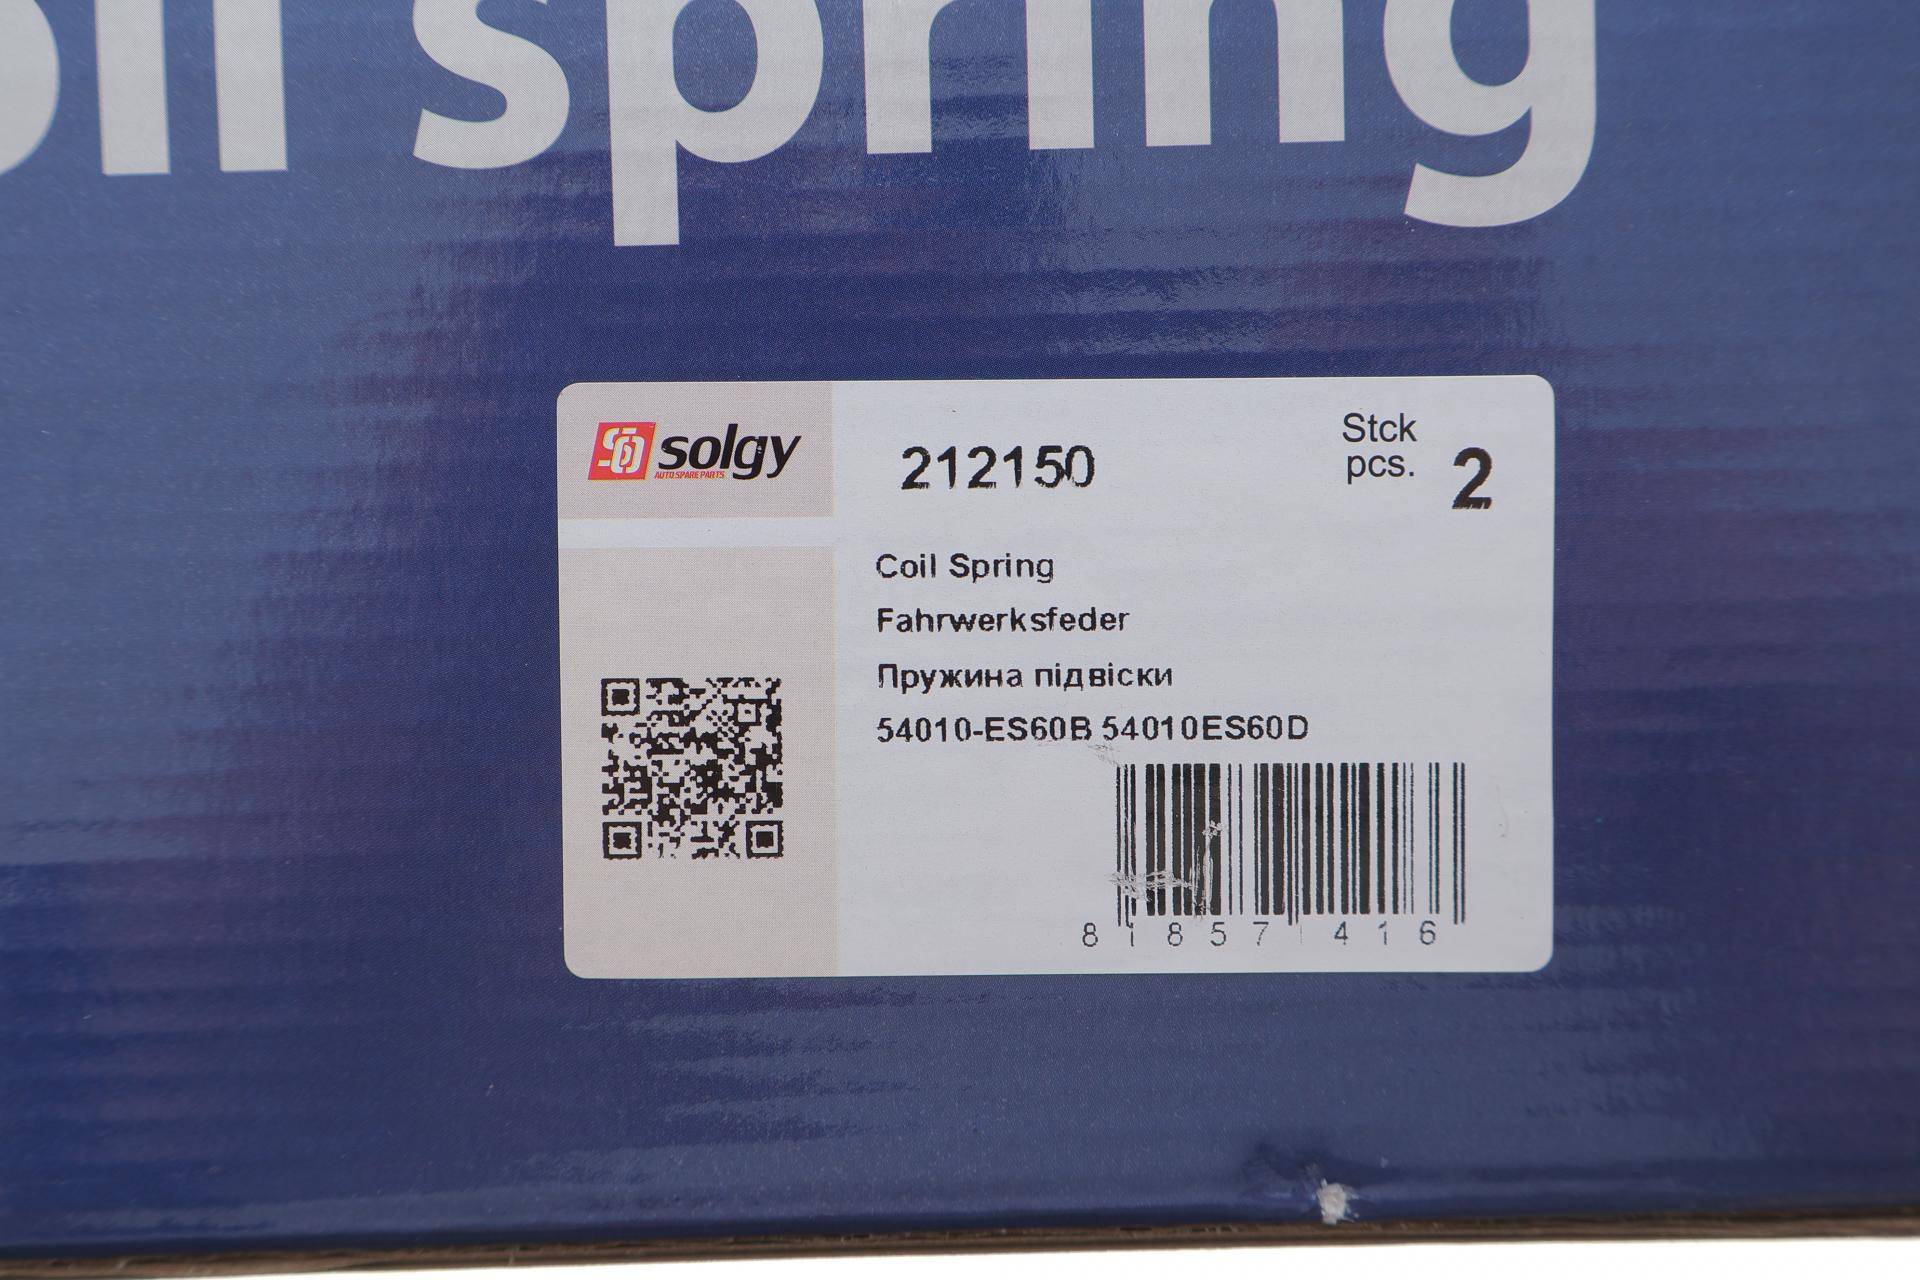 oil spring
solgy
AUTO SPARE PARTS
212150
Stck
pcs. 2
Coil Spring
Fahrwerksfeder
Пружина підвіски
54010-ES60B 54010ES60D
8 1 8 5 7 4 1 6